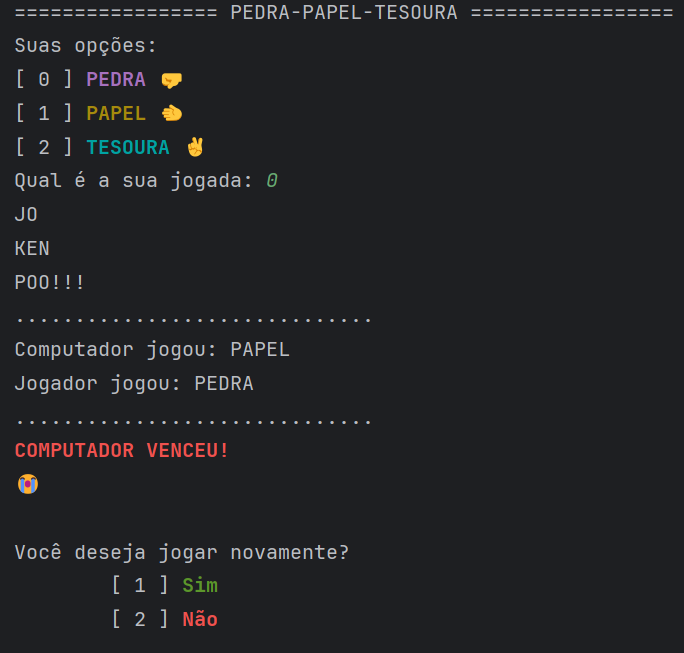 ================= PEDRA-PAPEL-TESOURA =================
Suas opções:
[ 0 ] PEDRA 🤛
[ 1 ] PAPEL 🫲
[ 2 ] TESOURA ✌
Qual é a sua jogada: 0
JO
KEN
POO!!!
..............................
Computador jogou: PAPEL
Jogador jogou: PEDRA
..............................
COMPUTADOR VENCEU!
😭
Você deseja jogar novamente?
[ 1 ] Sim
[ 2 ] Não